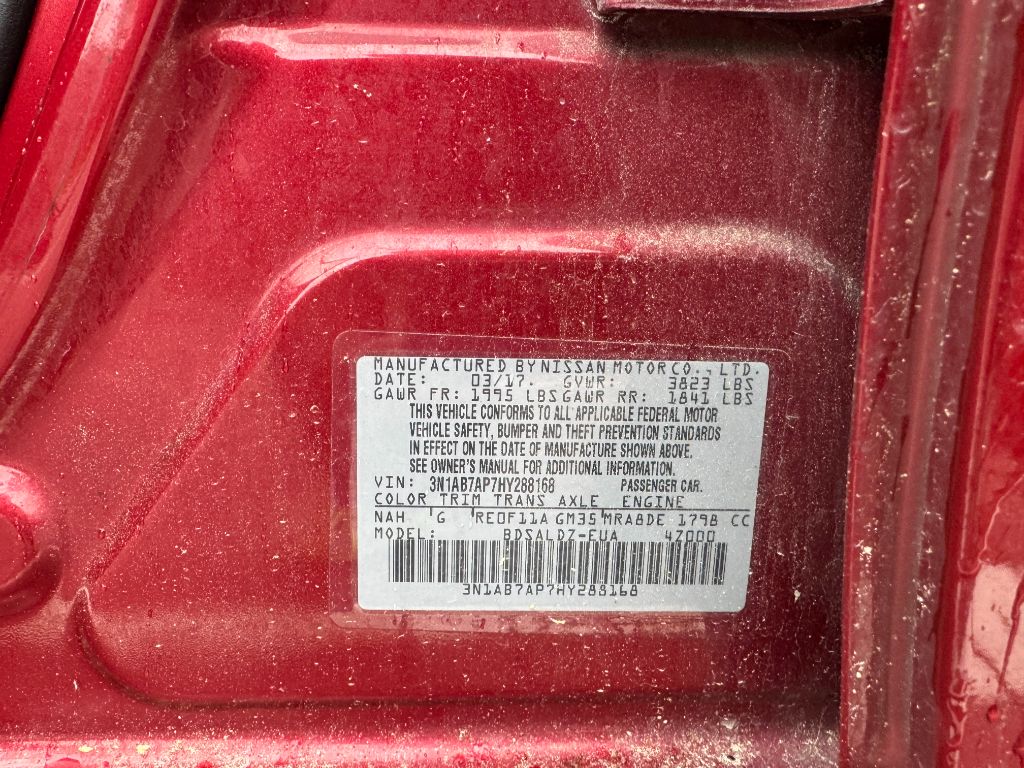 MANUFACTURED BY NISSAN MOTOR CO., LTD.
DATE: 03/17. GVWR: 3823 LBS
GAWR FR: 1995 LBS GAWR RR: 1841 LBS
THIS VEHICLE CONFORMS TO ALL APPLICABLE FEDERAL MOTOR
VEHICLE SAFETY, BUMPER AND THEFT PREVENTION STANDARDS
IN EFFECT ON THE DATE OF MANUFACTURE SHOWN ABOVE.
SEE OWNER'S MANUAL FOR ADDITIONAL INFORMATION.
VIN: 3N1AB7AP7HY288168 PASSENGER CAR.
COLOR TRIM TRANS AXLE ENGINE
NAH G RE0F11A GM35 MRA8DE 1798 CC
MODEL: BDSALDZ-EUA 4Z000
3N1AB7AP7HY288168